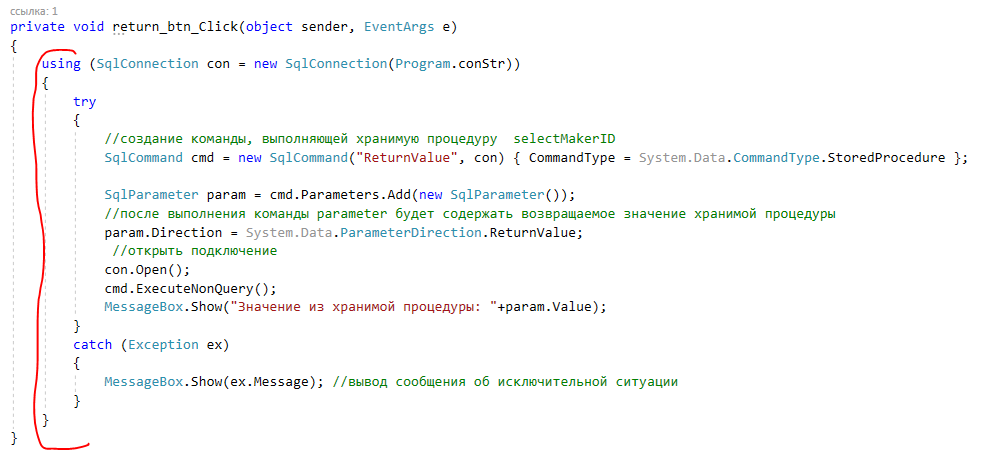 ссылка: 1
private void return_btn_Click(object sender, EventArgs e)
{
using (SqlConnection con = new SqlConnection(Program.conStr))
{
try
{
//создание команды, выполняющей хранимую процедуру  selectMakerID
SqlCommand cmd = new SqlCommand("ReturnValue", con) { CommandType = System.Data.CommandType.StoredProcedure };
SqlParameter param = cmd.Parameters.Add(new SqlParameter());
//после выполнения команды parameter будет содержать возвращаемое значение хранимой процедуры
param.Direction = System.Data.ParameterDirection.ReturnValue;
//открыть подключение
con.Open();
cmd.ExecuteNonQuery();
MessageBox.Show("Значение из хранимой процедуры: "+param.Value);
}
catch (Exception ex)
{
MessageBox.Show(ex.Message); //вывод сообщения об исключительной ситуации
}
}
}